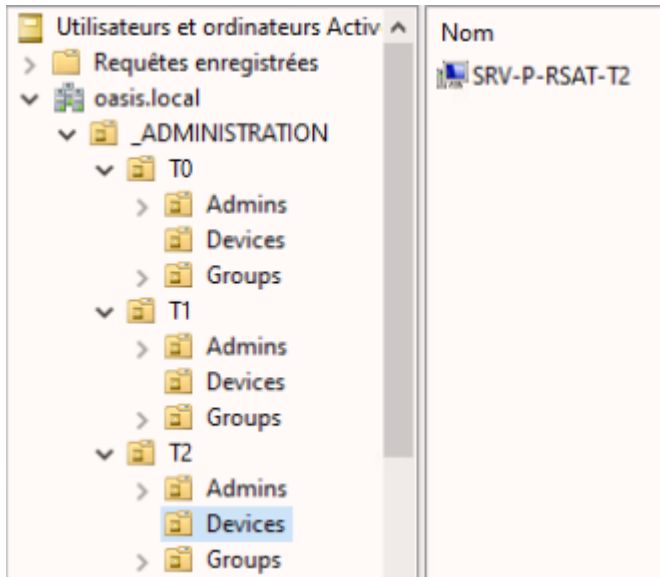 Utilisateurs et ordinateurs Activ
Requêtes enregistrées
oasis.local
_ADMINISTRATION
T0
Admins
Devices
Groups
T1
Admins
Devices
Groups
T2
Admins
Devices
Groups
Nom
SRV-P-RSAT-T2